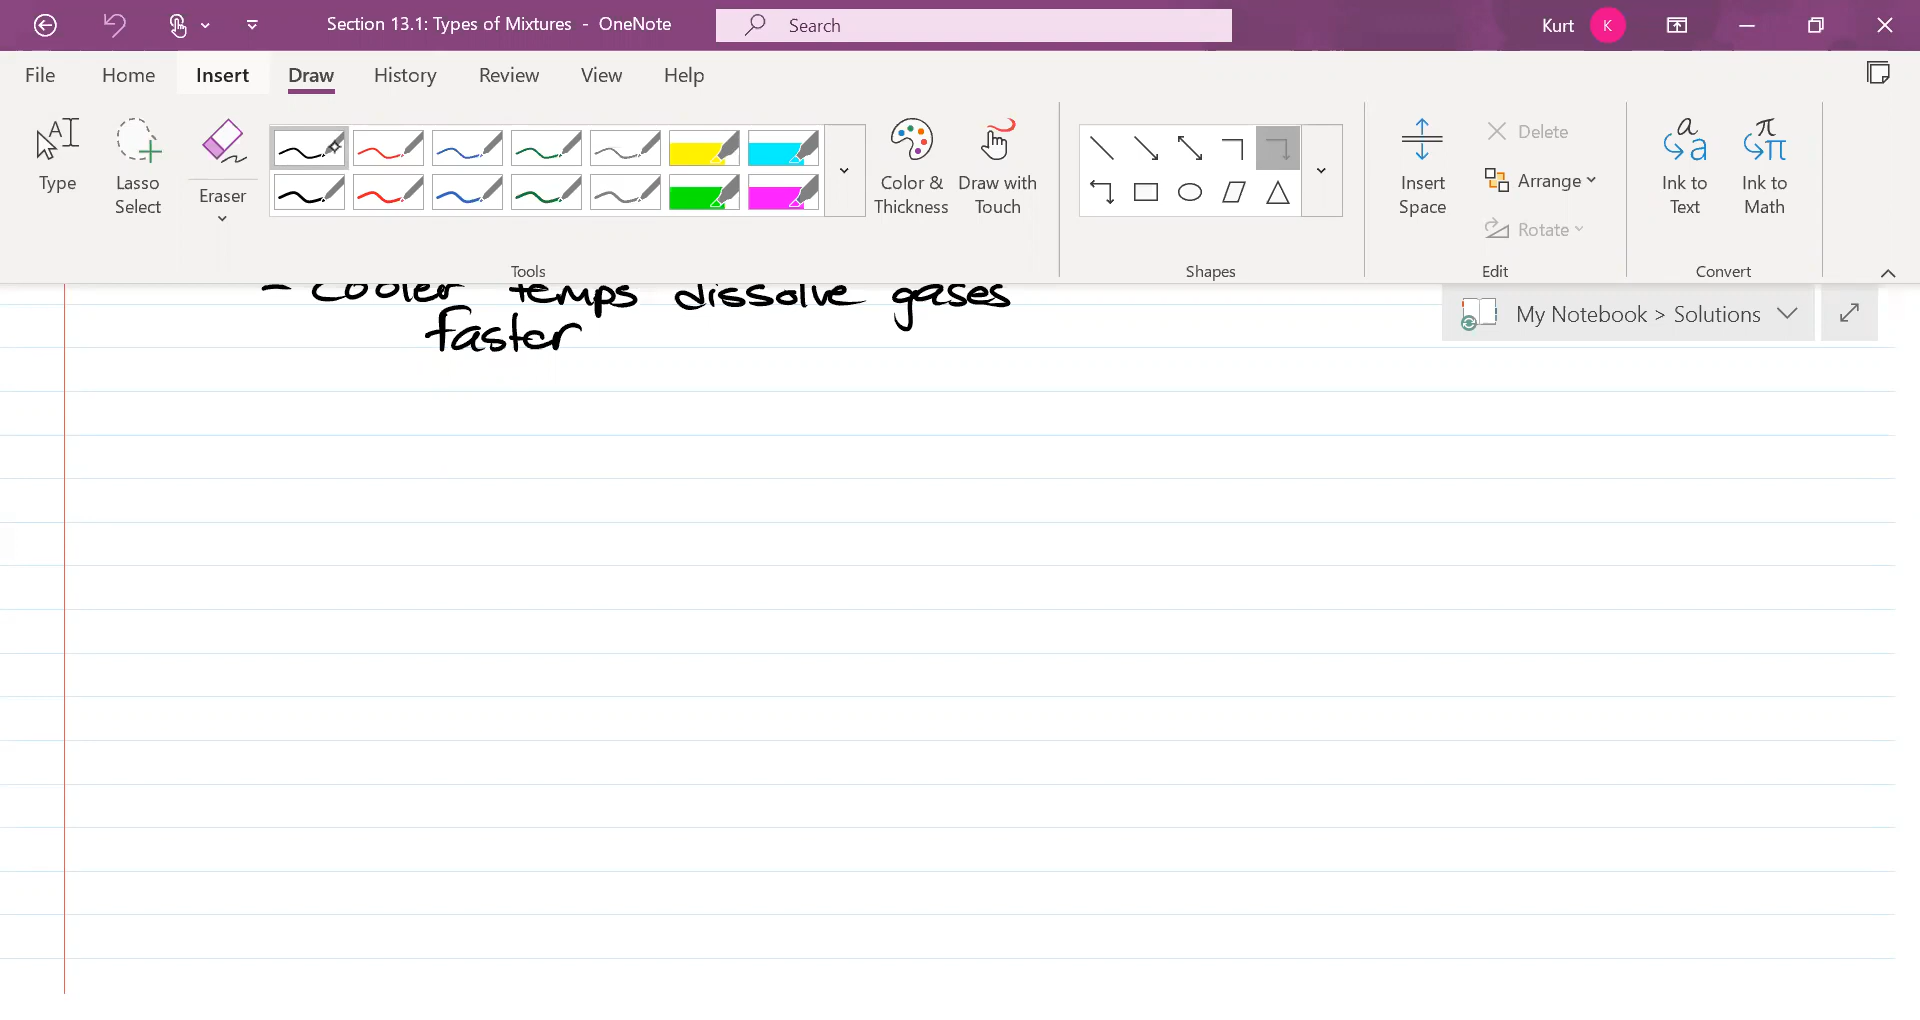 Section 13.1: Types of Mixtures - OneNote
Search
Kurt
K
File Home Insert Draw History Review View Help
Type
Lasso Select
Eraser
Color & Thickness
Draw with Touch
Insert Space
Delete
Arrange
Rotate
Ink to Text
Ink to Math
Tools
Shapes
Edit
Convert
My Notebook > Solutions
- cooler temps dissolve gases
faster